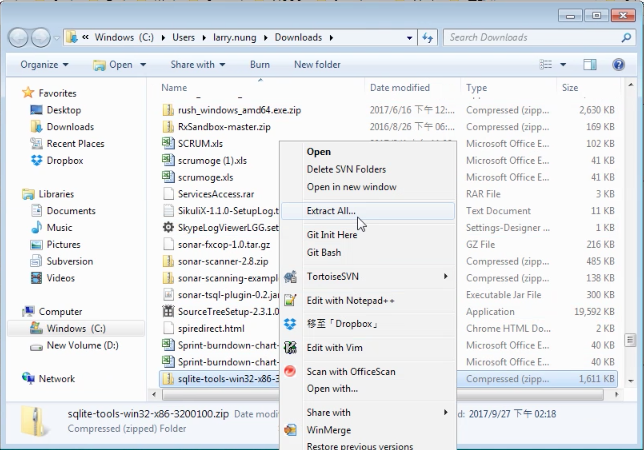 Windows (C:) Users larry.nung Downloads
Search Downloads
Organize Open Share with Burn New folder
Favorites
Desktop
Downloads
Recent Places
Dropbox
Libraries
Documents
Music
Pictures
Subversion
Videos
Computer
Windows (C:)
New Volume (D:)
Network
Name Date modified Type Size
rush_windows_amd64.exe.zip 2017/6/16 下午 12:... Compressed (zipp... 2,630 KB
RxSandbox-master.zip 2016/8/26 下午 06:... Compressed (zipp... 169 KB
SCRUM.xls Microsoft Office E... 102 KB
scrumoge (1).xls Microsoft Office E... 41 KB
scrumoge.xls Microsoft Office E... 41 KB
ServicesAccess.rar RAR File 3 KB
SikuliX-1.1.0-SetupLog.t Text Document 11 KB
SkypeLogViewerLGG.set Settings-Designer ... 1 KB
sonar-fxcop-1.0.tar.gz GZ File 216 KB
sonar-scanner-2.8.zip Compressed (zipp... 485 KB
sonar-scanning-exampl Compressed (zipp... 138 KB
sonar-tsql-plugin-0.2.ja Executable Jar File 300 KB
SourceTreeSetup-2.3.1.0 Application 19,592 KB
spiredirect.html Chrome HTML Do... 2 KB
Sprint-burndown-chart- Microsoft Office E... 40 KB
Sprint-burndown-chart- Microsoft Office E... 40 KB
sqlite-tools-win32-x86-3 Compressed (zipp... 1,611 KB
Open
Delete SVN Folders
Open in new window
Extract All...
Git Init Here
Git Bash
TortoiseSVN
Edit with Notepad++
移至「Dropbox」
Edit with Vim
Scan with OfficeScan
Open with...
Share with
WinMerge
Restore previous versions
sqlite-tools-win32-x86-3200100.zip Date modi d: 2017/9/27 下午 02:18
Compressed (zipped) Folder